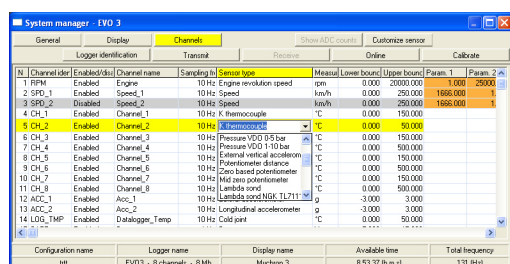 System manager - EVO 3
General Display Channels Show ADC counts Customize sensor
Logger identification Transmit Receive Online Calibrate
N Channel ider Enabled/disa Channel name Sampling fr Sensor type Measu Lower bound Upper bound Param. 1 Param. 2
1 RPM Enabled Engine 10 Hz Engine revolution speed rpm 0.000 20000.000 1.000 25000.
2 SPD_1 Enabled Speed_1 10 Hz Speed km/h 0.000 250.000 1666.000 1.
3 SPD_2 Disabled Speed_2 10 Hz Speed km/h 0.000 250.000 1666.000 1.
4 CH_1 Enabled Channel_1 10 Hz K thermocouple °C 0.000 150.000
5 CH_2 Enabled Channel_2 10 Hz K thermocouple °C 0.000 50.000
6 CH_3 Enabled Channel_3 10 Hz Pressure VDO 0-5 bar °C 0.000 150.000
7 CH_4 Enabled Channel_4 10 Hz Pressure VDO 1-10 bar °C 0.000 500.000
8 CH_5 Enabled Channel_5 10 Hz External vertical accelerom °C 0.000 150.000
9 CH_6 Enabled Channel_6 10 Hz Potentiometer distance °C 0.000 500.000
Zero based potentiometer
10 CH_7 Enabled Channel_7 10 Hz Mid zero potentiometer °C 0.000 150.000
11 CH_8 Enabled Channel_8 10 Hz Lambda sond °C 0.000 500.000
12 ACC_1 Enabled Acc_1 10 Hz Lambda sond NGK TL711 g -3.000 3.000
13 ACC_2 Enabled Acc_2 10 Hz Longitudinal accelerometer g -3.000 3.000
14 LOG_TMP Enabled Datalogger_Temp 10 Hz Cold joint °C 0.000 50.000
Configuration name Logger name Display name Available time Total frequency
EVO3 - 8 channels - 8 Mb Mychron 3 8.53.37 (h.m.s) 131 (Hz)